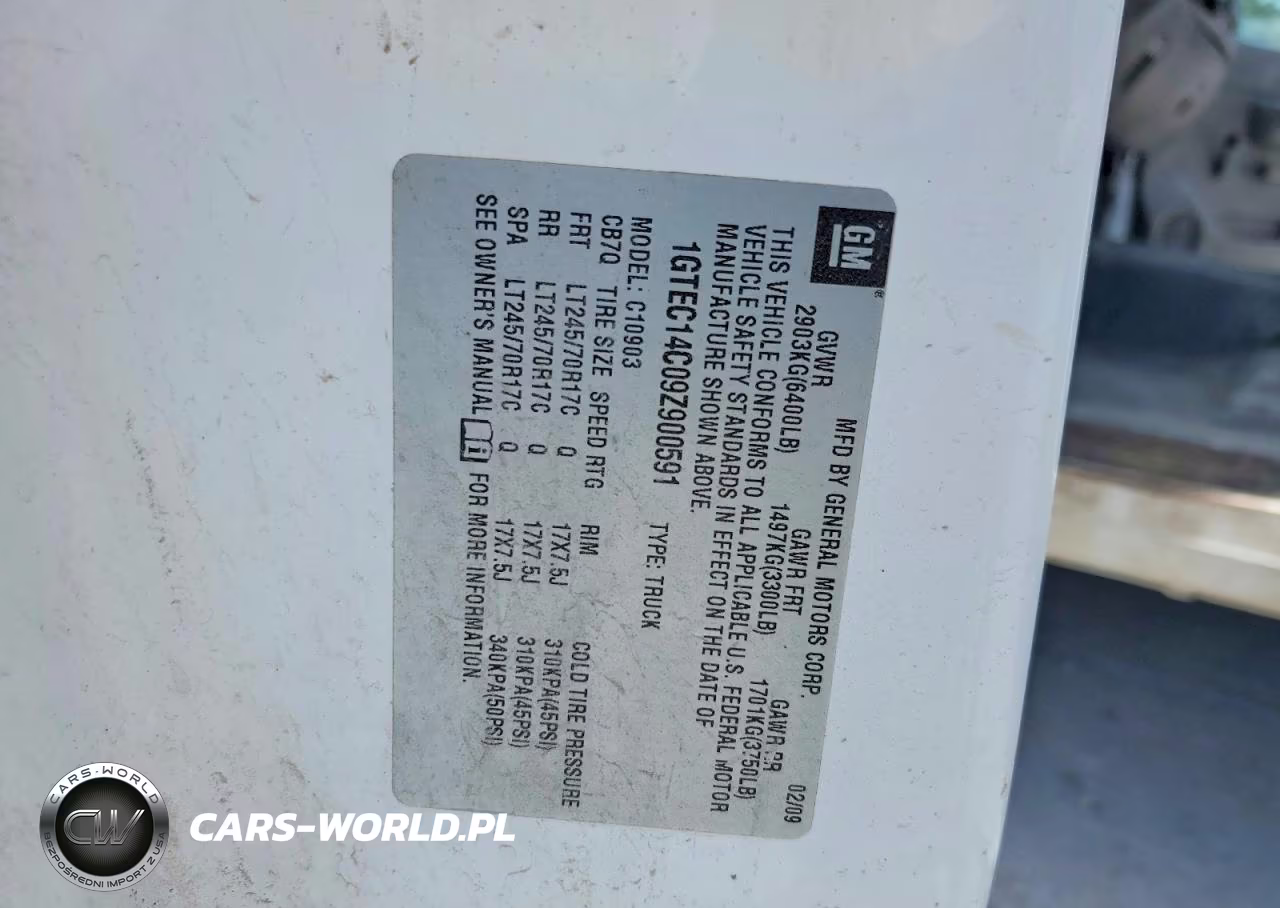 GM
MFD BY GENERAL MOTORS CORP. 02/09
GVWR GAWR FRT GAWR RR
2903KG(6400LB) 1497KG(3300LB) 1701KG(3750LB)
THIS VEHICLE CONFORMS TO ALL APPLICABLE U.S. FEDERAL MOTOR
VEHICLE SAFETY STANDARDS IN EFFECT ON THE DATE OF
MANUFACTURE SHOWN ABOVE.
1GTEC14C09Z900591 TYPE: TRUCK
MODEL: C10903
CB7Q TIRE SIZE SPEED RTG RIM COLD TIRE PRESSURE
FRT LT245/70R17C Q 17X7.5J 310KPA(45PSI)
RR LT245/70R17C Q 17X7.5J 310KPA(45PSI)
SPA LT245/70R17C Q 17X7.5J 340KPA(50PSI)
SEE OWNER'S MANUAL FOR MORE INFORMATION.
CARS-WORLD
CW
BEZPOŚREDNI IMPORT Z USA
CARS-WORLD.PL